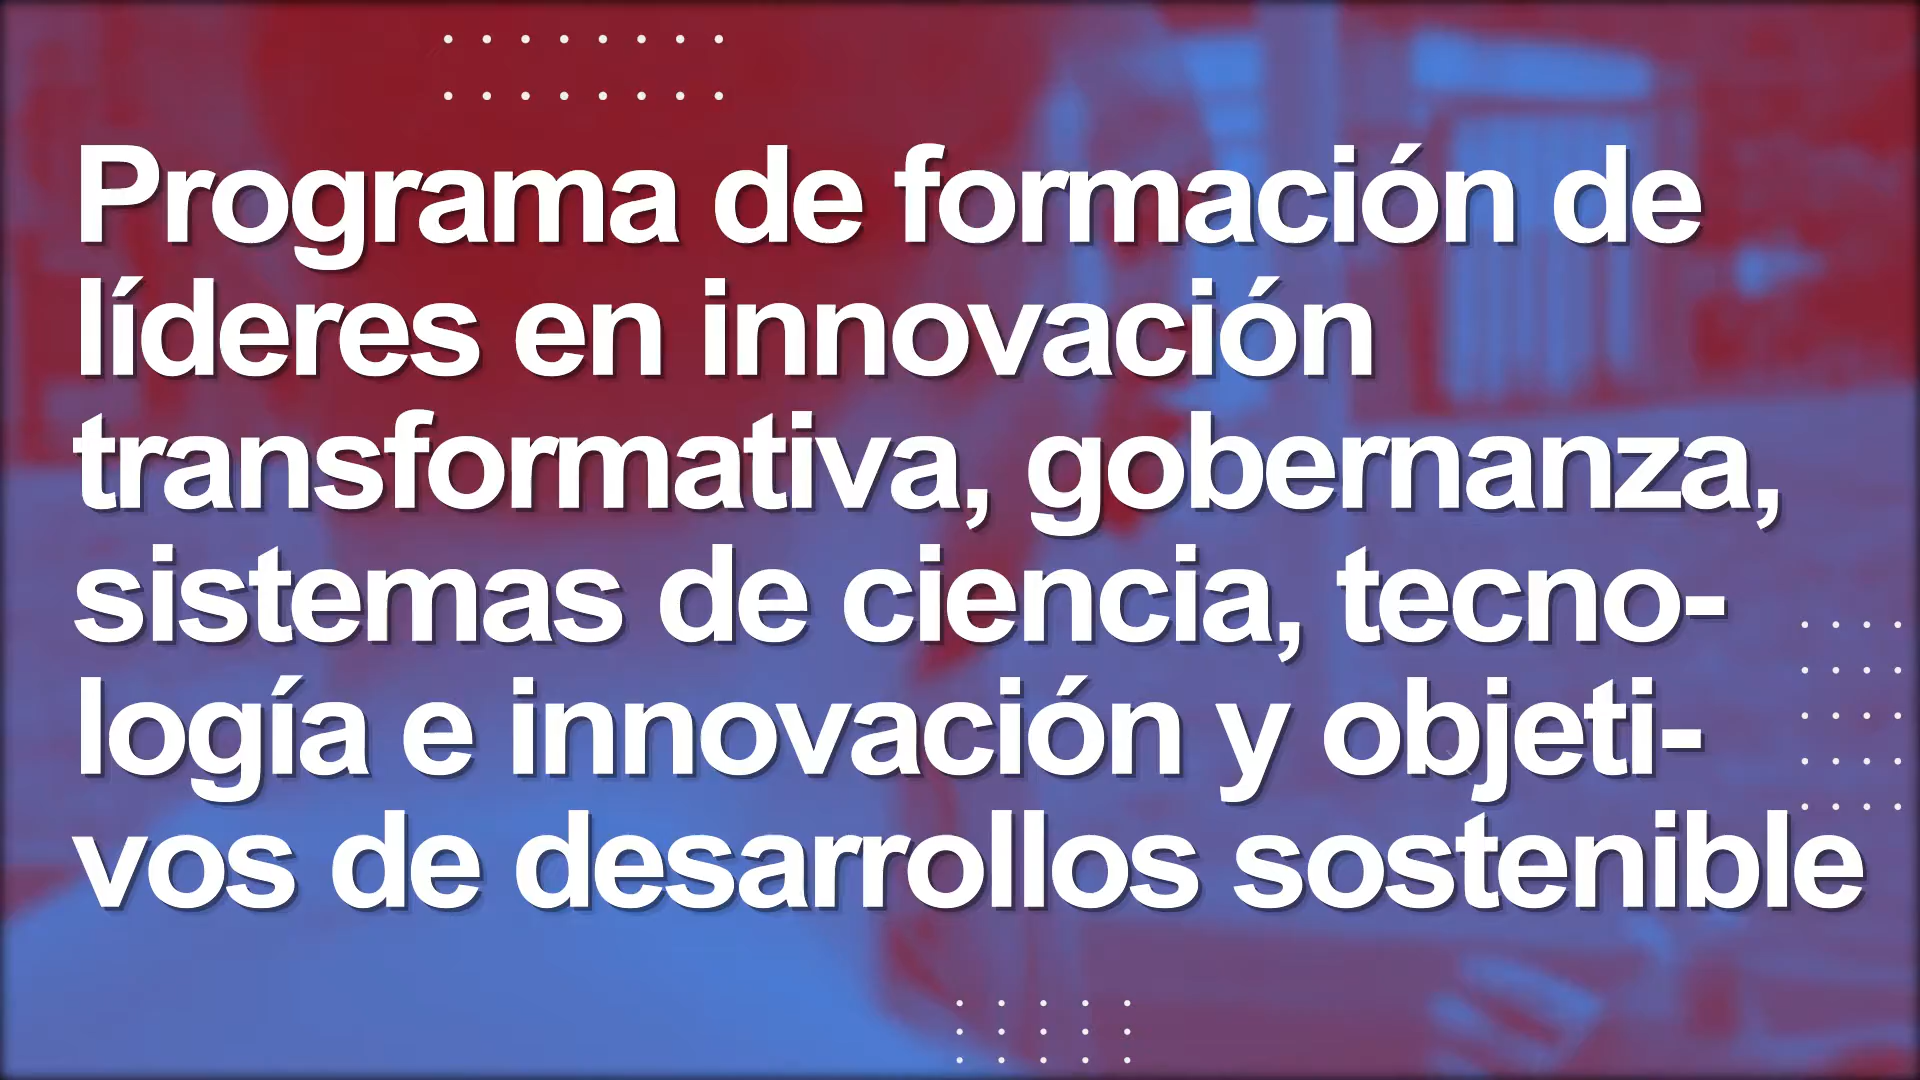 Programa de formación de
líderes en innovación
transformativa, gobernanza,
sistemas de ciencia, tecno-
logía e innovación y objeti-
vos de desarrollos sostenible